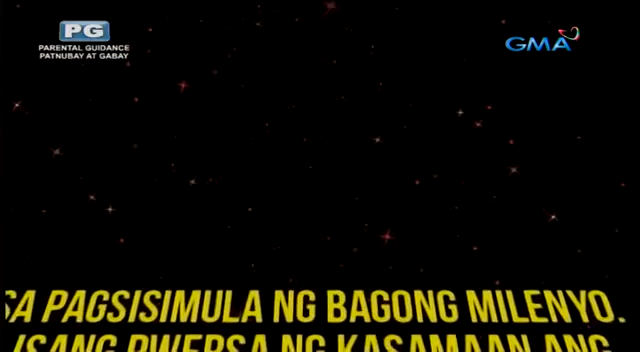 PG
PARENTAL GUIDANCE
PATNUBAY AT GABAY
GMA
SA PAGSISIMULA NG BAGONG MILENYO.
ISANG PWERSA NG KASAMAAN ANG